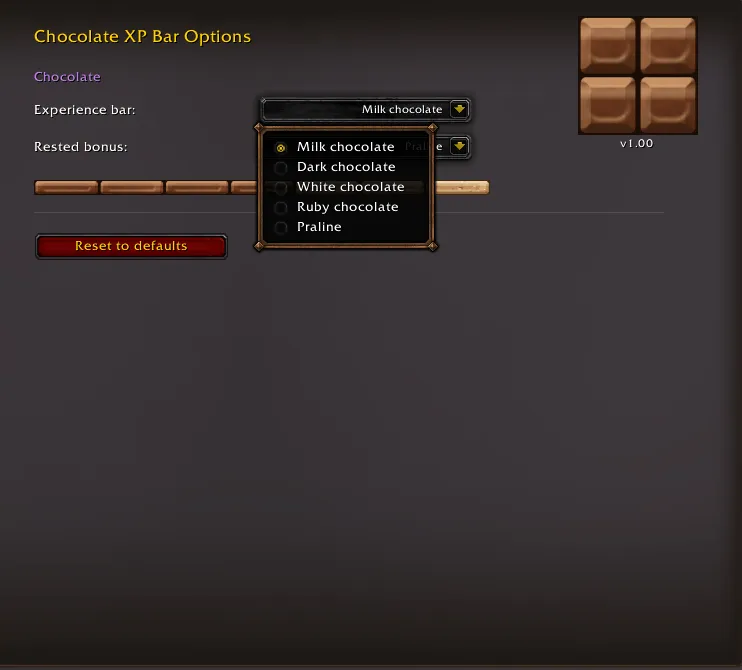 Chocolate XP Bar Options
Chocolate
Experience bar: Milk chocolate
v1.00
Rested bonus: Praline
Milk chocolate
Dark chocolate
White chocolate
Ruby chocolate
Praline
Reset to defaults